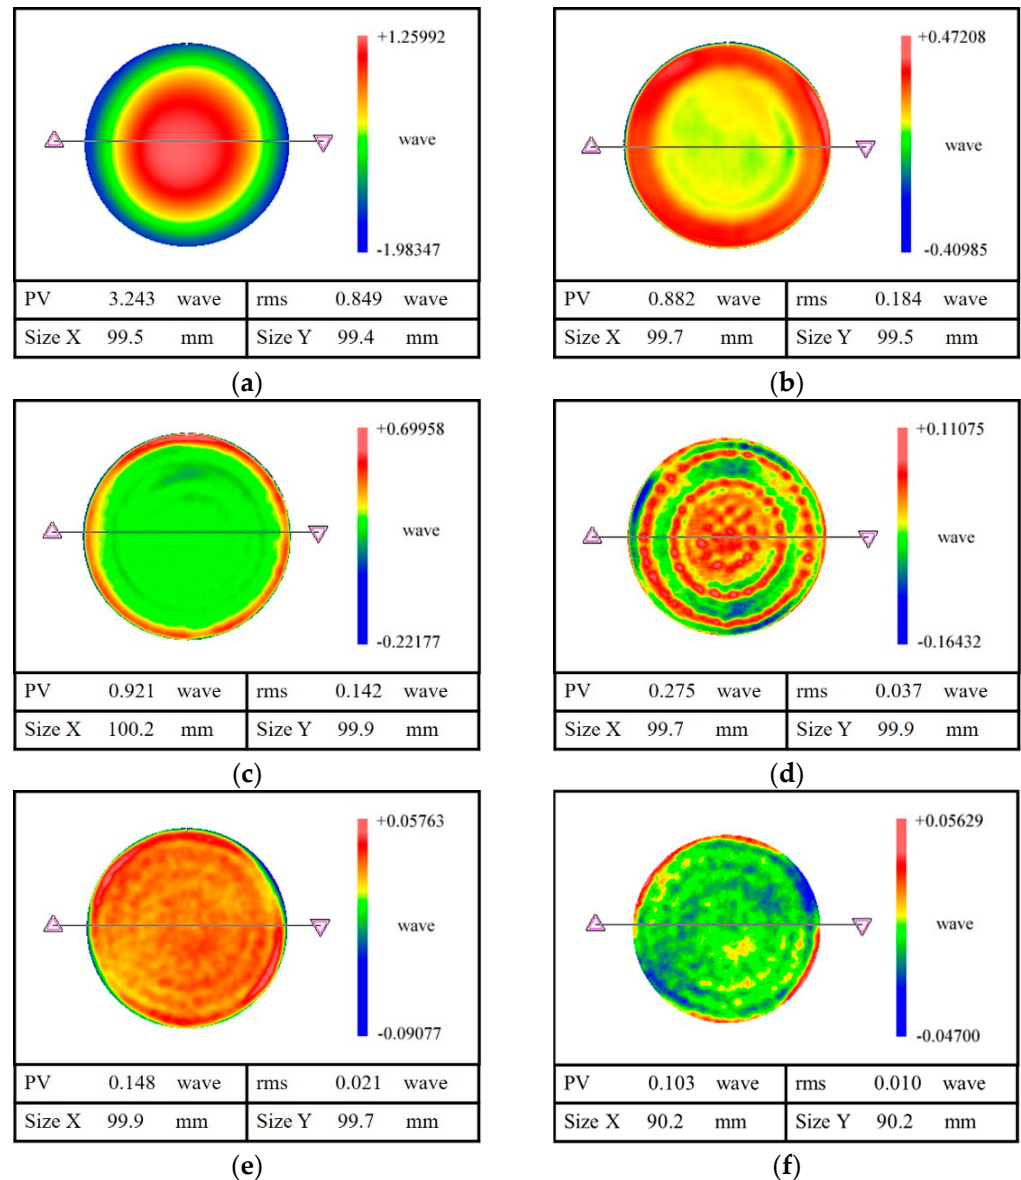 +1.25992
wave
-1.98347
PV 3.243 wave rms 0.849 wave
Size X 99.5 mm Size Y 99.4 mm
(a)
+0.47208
wave
-0.40985
PV 0.882 wave rms 0.184 wave
Size X 99.7 mm Size Y 99.5 mm
(b)
+0.69958
wave
-0.22177
PV 0.921 wave rms 0.142 wave
Size X 100.2 mm Size Y 99.9 mm
(c)
+0.11075
wave
-0.16432
PV 0.275 wave rms 0.037 wave
Size X 99.7 mm Size Y 99.9 mm
(d)
+0.05763
wave
-0.09077
PV 0.148 wave rms 0.021 wave
Size X 99.9 mm Size Y 99.7 mm
(e)
+0.05629
wave
-0.04700
PV 0.103 wave rms 0.010 wave
Size X 90.2 mm Size Y 90.2 mm
(f)